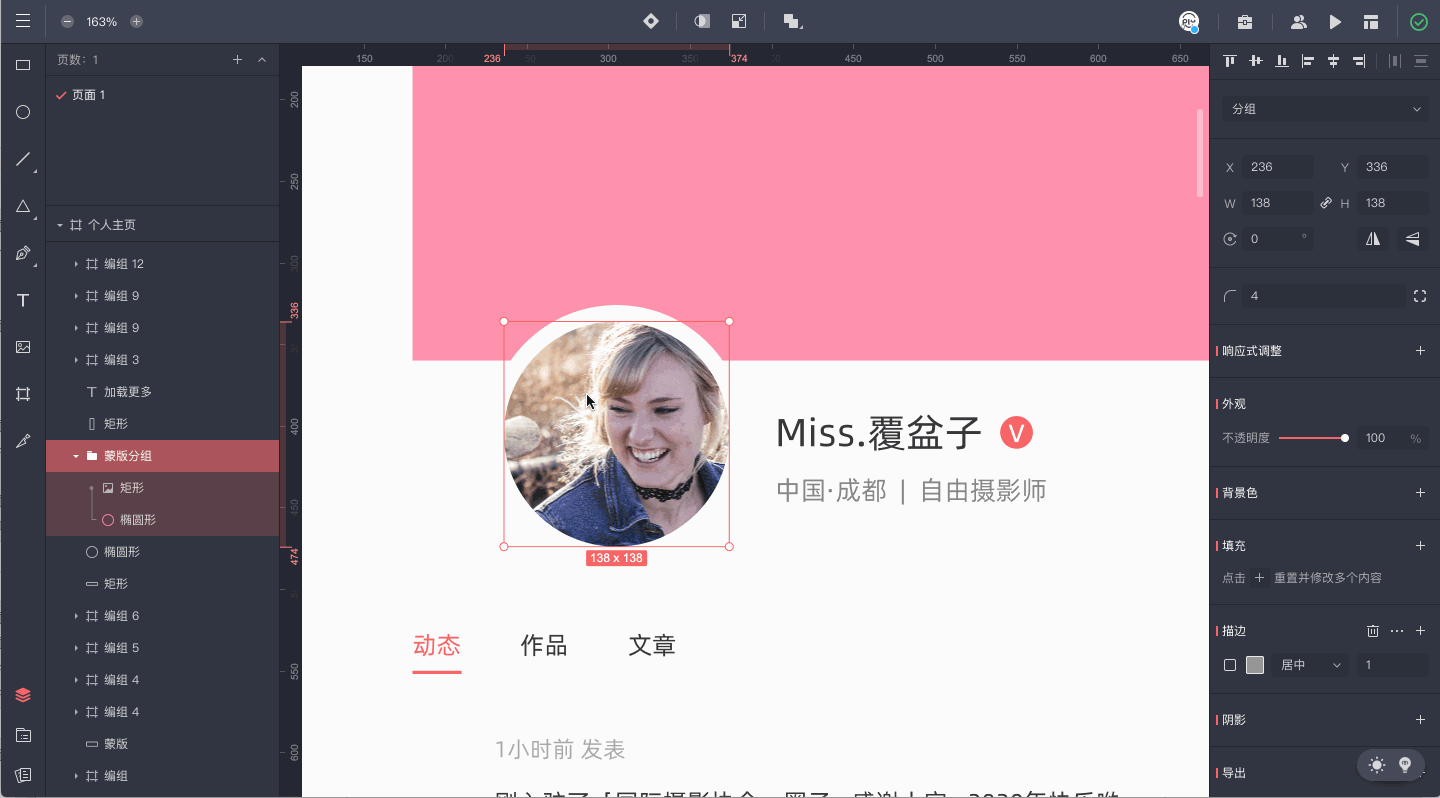 163%
页数: 1
页面 1
个人主页
编组 12
编组 9
编组 9
编组 3
加载更多
矩形
蒙版分组
矩形
椭圆形
椭圆形
矩形
编组 6
编组 5
编组 4
编组 4
蒙版
编组
150 200 236 50 300 350 374 450 500 550 600 650
200
250
300
336
400
450
474
550
600
138 x 138
Miss.覆盆子 V
中国·成都 | 自由摄影师
动态 作品 文章
1小时前 发表
分组
X 236 Y 336
W 138 H 138
0 °
4
响应式调整
外观
不透明度 100 %
背景色
填充
点击 + 重置并修改多个内容
描边
居中 1
阴影
导出